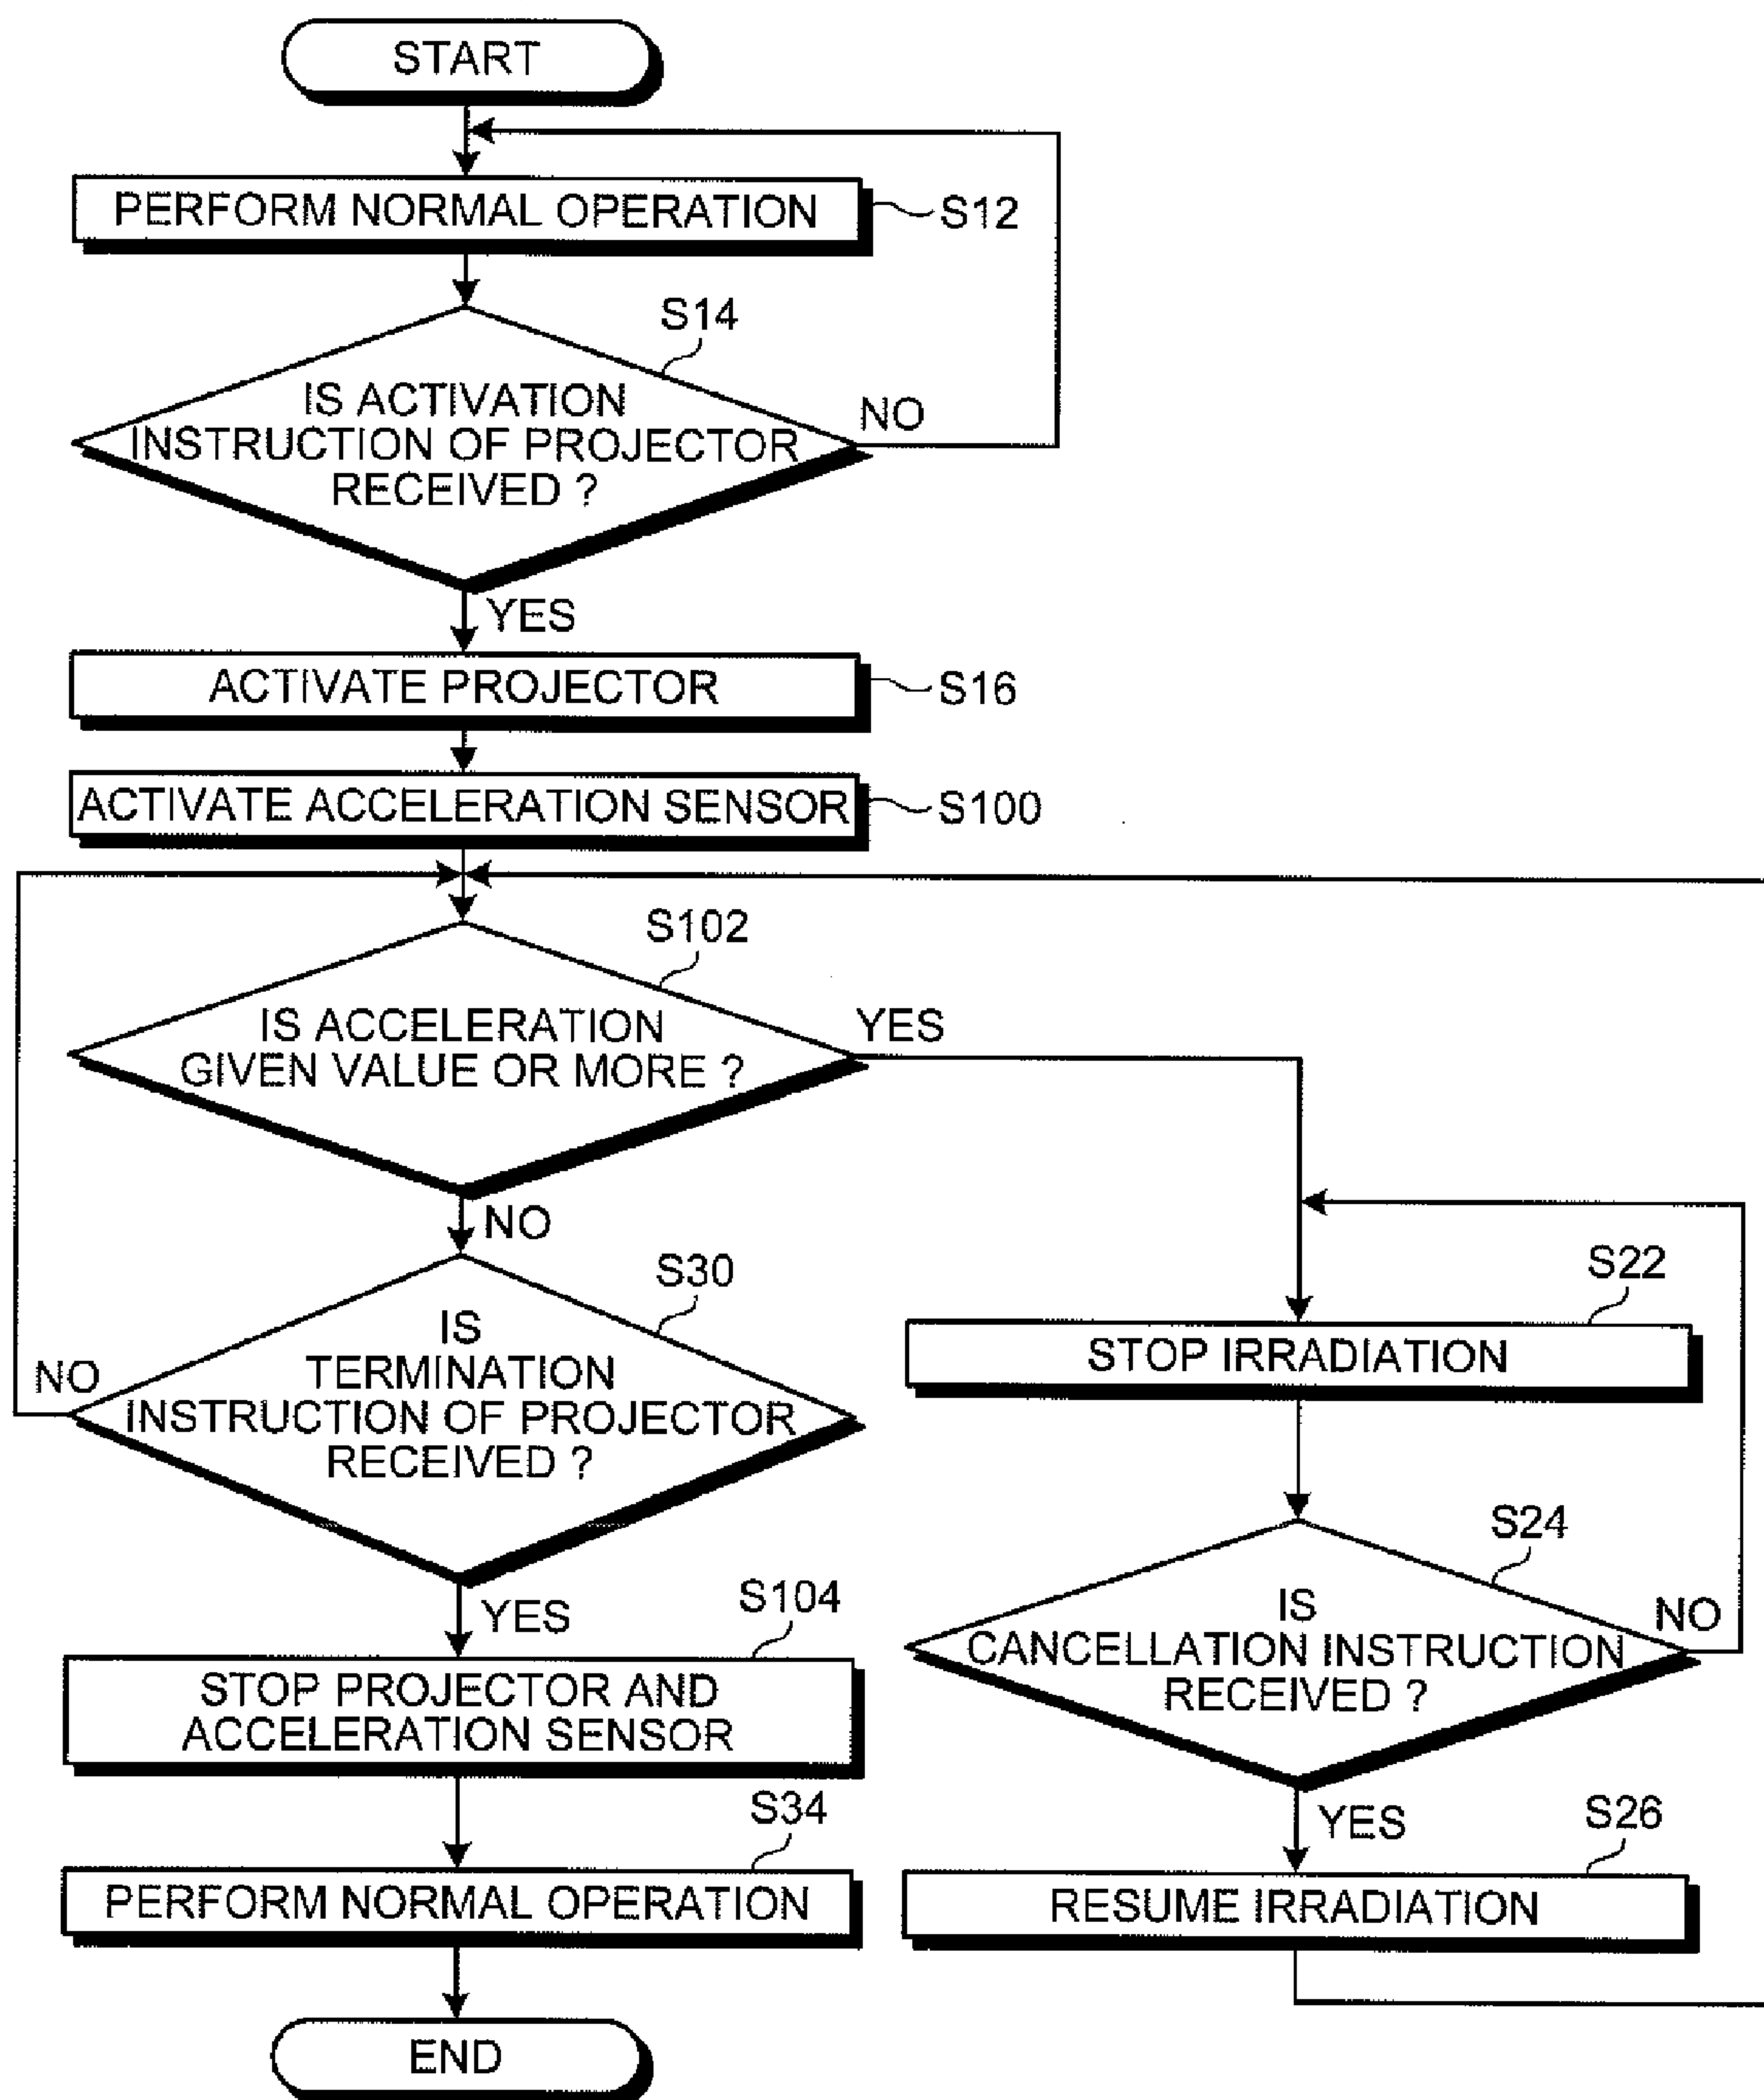 START
PERFORM NORMAL OPERATION
S12
S14
IS ACTIVATION
INSTRUCTION OF PROJECTOR
RECEIVED ?
NO
YES
ACTIVATE PROJECTOR
S16
ACTIVATE ACCELERATION SENSOR
S100
S102
IS ACCELERATION
GIVEN VALUE OR MORE ?
YES
NO
S30
IS
TERMINATION
INSTRUCTION OF PROJECTOR
RECEIVED ?
NO
YES
S104
STOP PROJECTOR AND
ACCELERATION SENSOR
S34
PERFORM NORMAL OPERATION
END
S22
STOP IRRADIATION
S24
IS
CANCELLATION INSTRUCTION
RECEIVED ?
NO
YES
S26
RESUME IRRADIATION